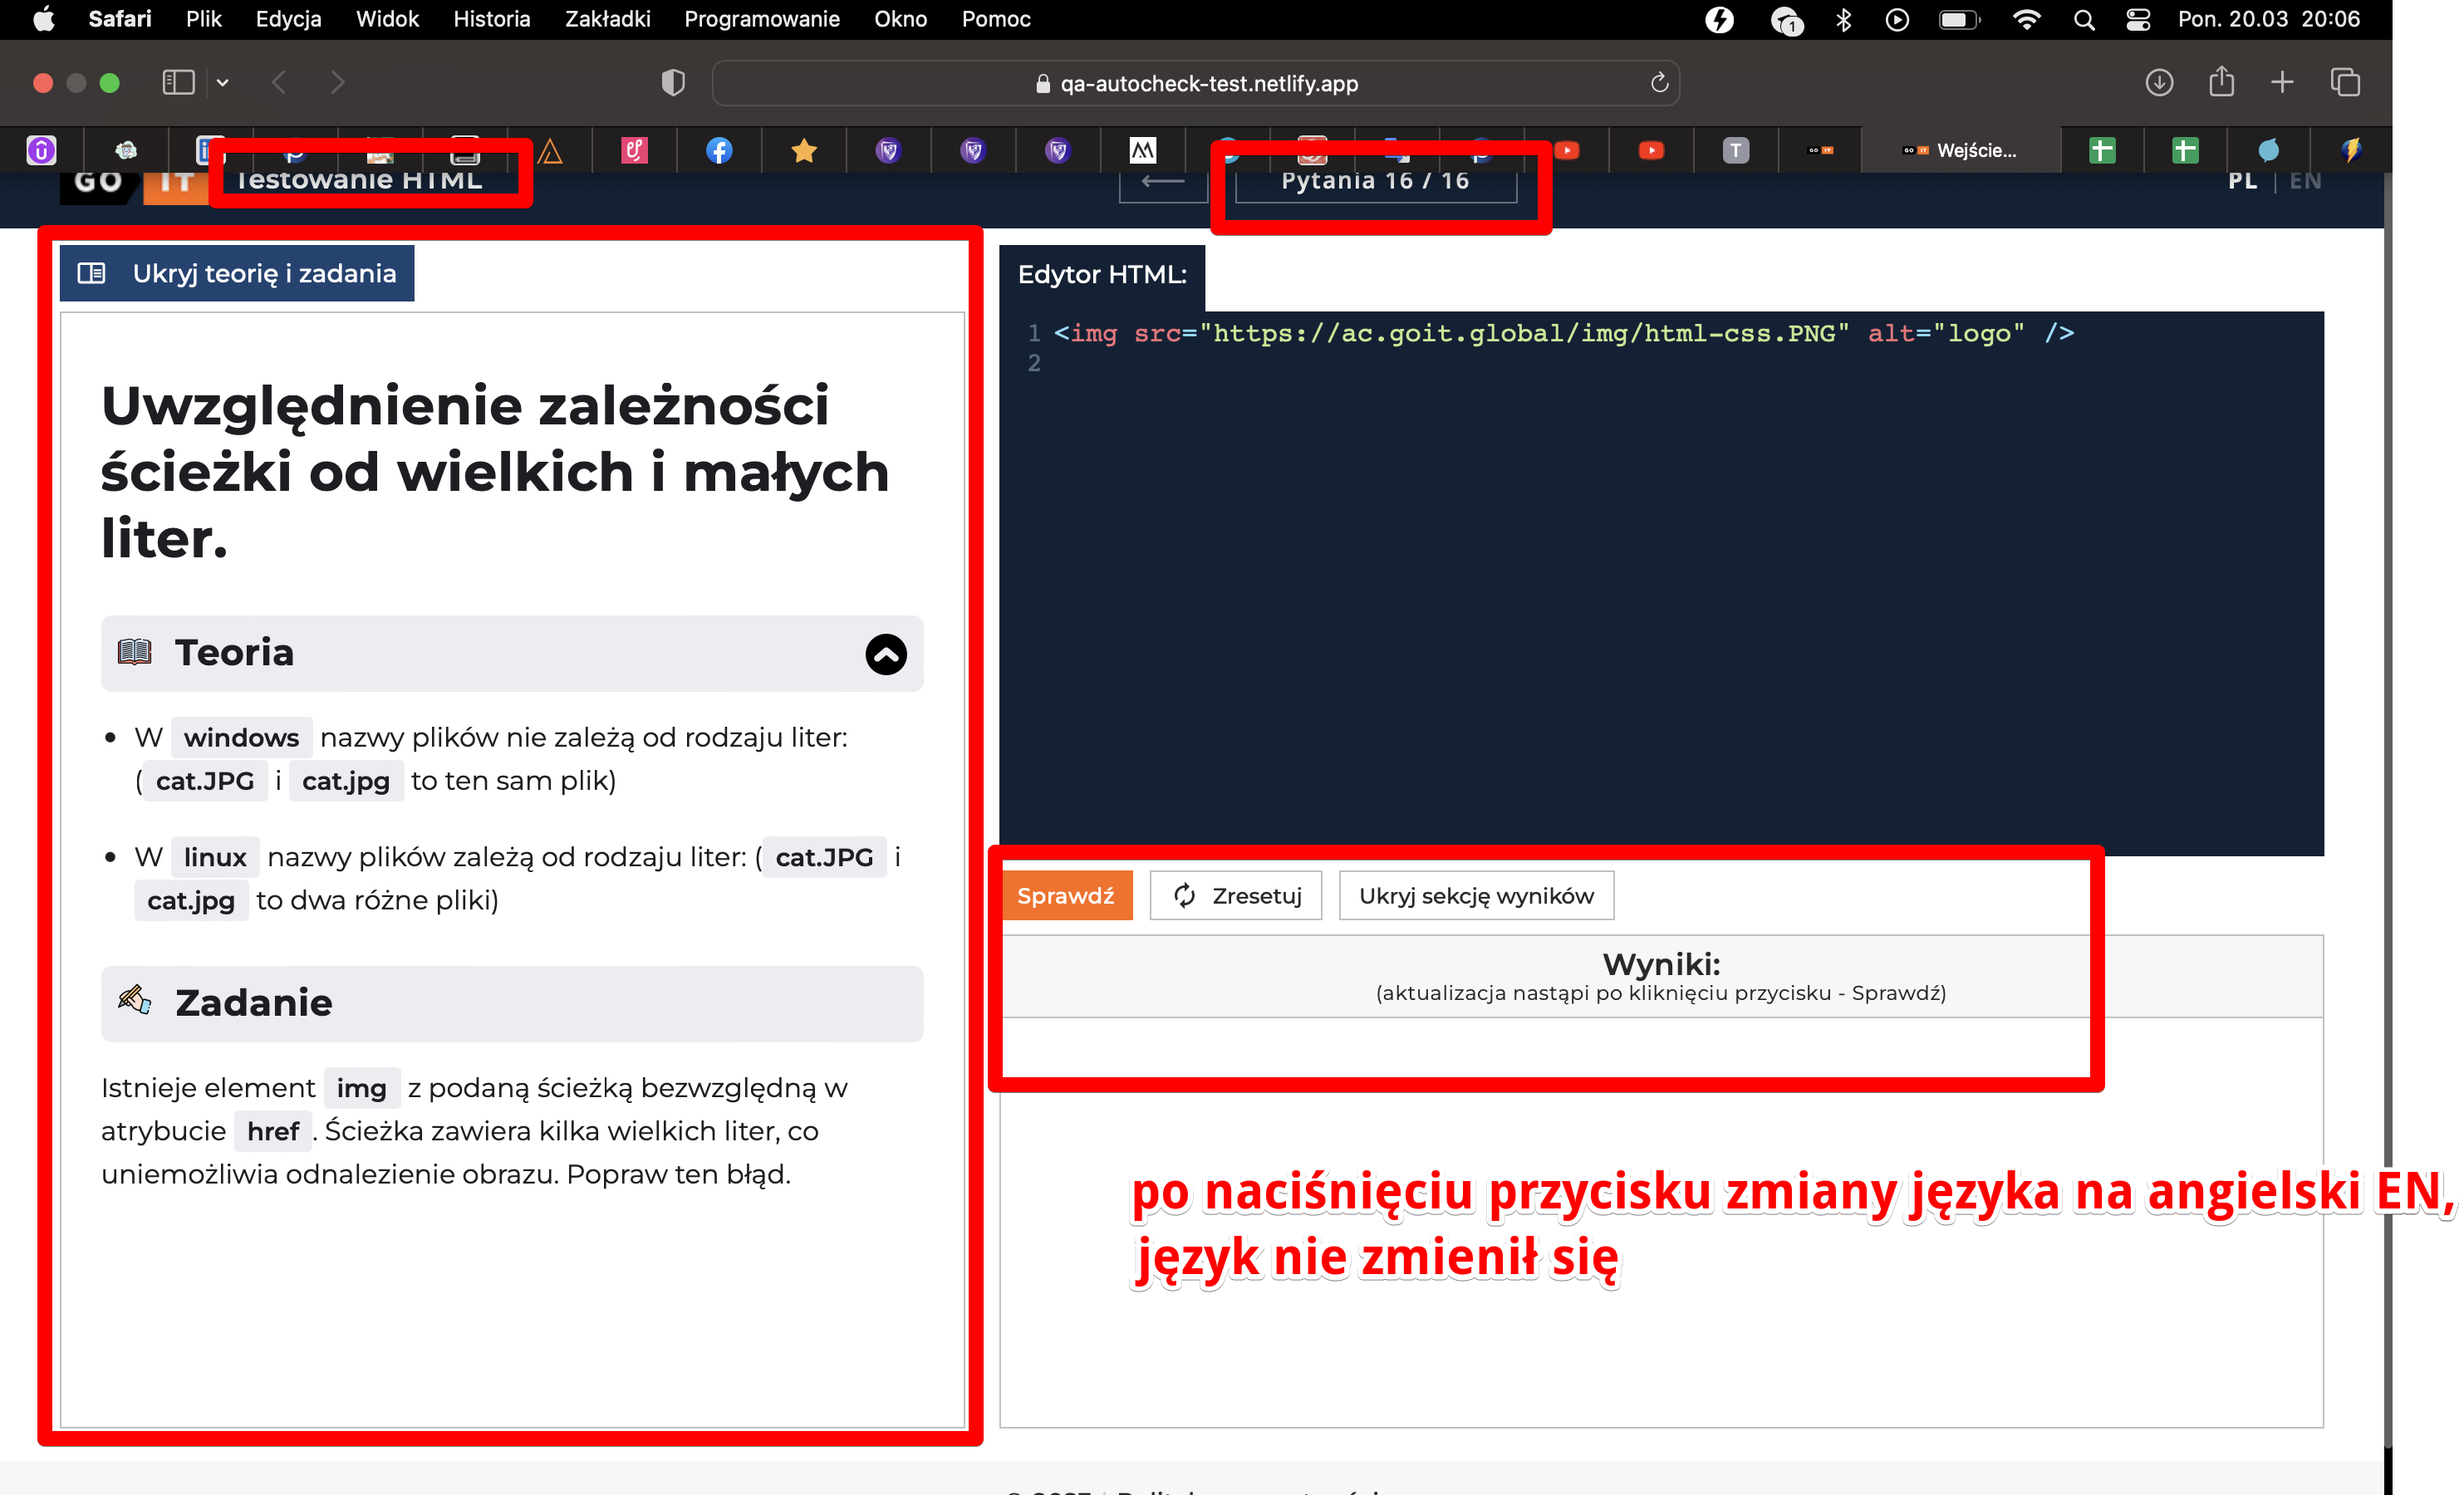 Safari Plik Edycja Widok Historia Zakładki Programowanie Okno Pomoc 1 Pon. 20.03 20:06
qa-autocheck-test.netlify.app
T GO IT GO IT Wejście...
GO IT Testowanie HTML Pytania 16 / 16 PL | EN
Ukryj teorię i zadania
Uwzględnienie zależności
ścieżki od wielkich i małych
liter.
Teoria
• W windows nazwy plików nie zależą od rodzaju liter:
(cat.JPG i cat.jpg to ten sam plik)
• W linux nazwy plików zależą od rodzaju liter: (cat.JPG i
cat.jpg to dwa różne pliki)
Zadanie
Istnieje element img z podaną ścieżką bezwzględną w
atrybucie href. Ścieżka zawiera kilka wielkich liter, co
uniemożliwia odnalezienie obrazu. Popraw ten błąd.
Edytor HTML:
1 <img src="https://ac.goit.global/img/html-css.PNG" alt="logo" />
2
Sprawdź Zresetuj Ukryj sekcję wyników
Wyniki:
(aktualizacja nastąpi po kliknięciu przycisku - Sprawdź)
po naciśnięciu przycisku zmiany języka na angielski EN,
język nie zmienił się